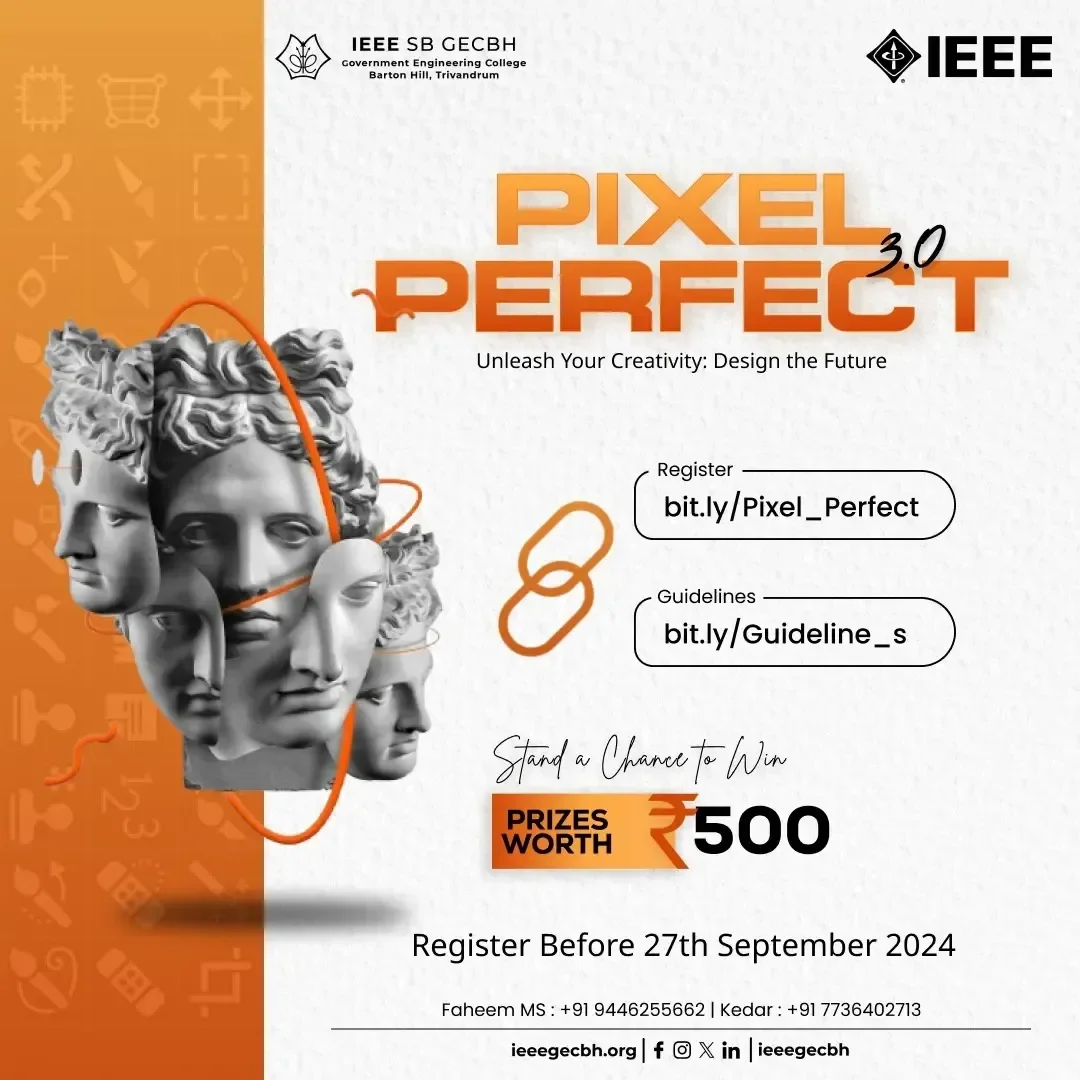 IEEE SB GECBH
Government Engineering College
Barton Hill, Trivandrum
IEEE
PIXEL
PERFECT
3.0
Unleash Your Creativity: Design the Future
Register
bit.ly/Pixel_Perfect
Guidelines
bit.ly/Guideline_s
123
Stand a Chance to Win
PRIZES
WORTH
₹500
Register Before 27th September 2024
Faheem MS : +91 9446255662 | Kedar : +91 7736402713
ieeegecbh.org | ieeegecbh